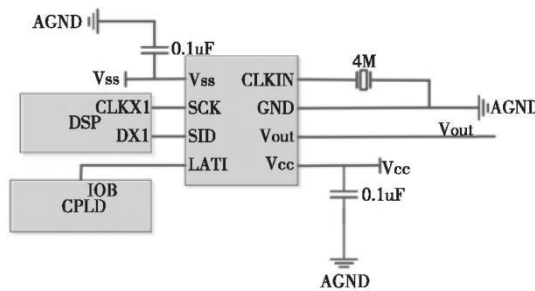 AGND
0.1uF
4M
Vss
Vss
CLKIN
CLKX1
SCK
GND
AGND
DSP
DX1
SID
Vout
Vout
LATI
Vcc
Vcc
IOB
CPLD
0.1uF
AGND